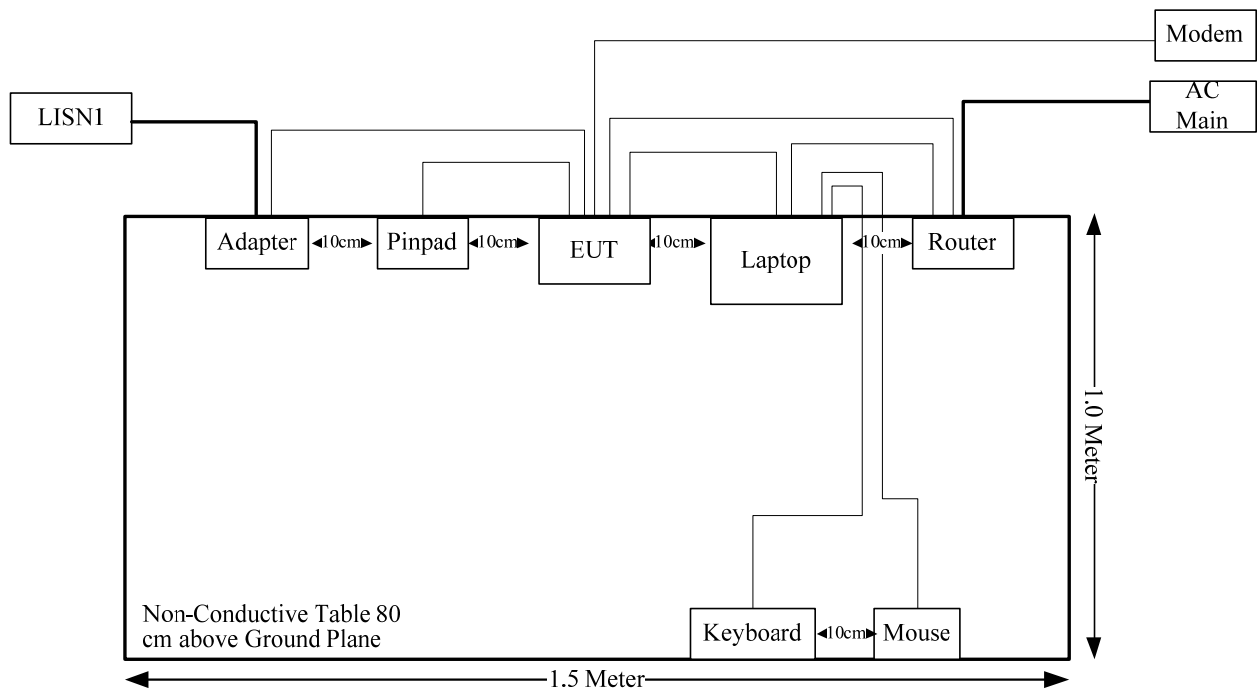 Modem
LISN1
AC
Main
Adapter
10cm
Pinpad
10cm
EUT
10cm
Laptop
10cm
Router
1.0 Meter
Non-Conductive Table 80
cm above Ground Plane
Keyboard
10cm
Mouse
1.5 Meter